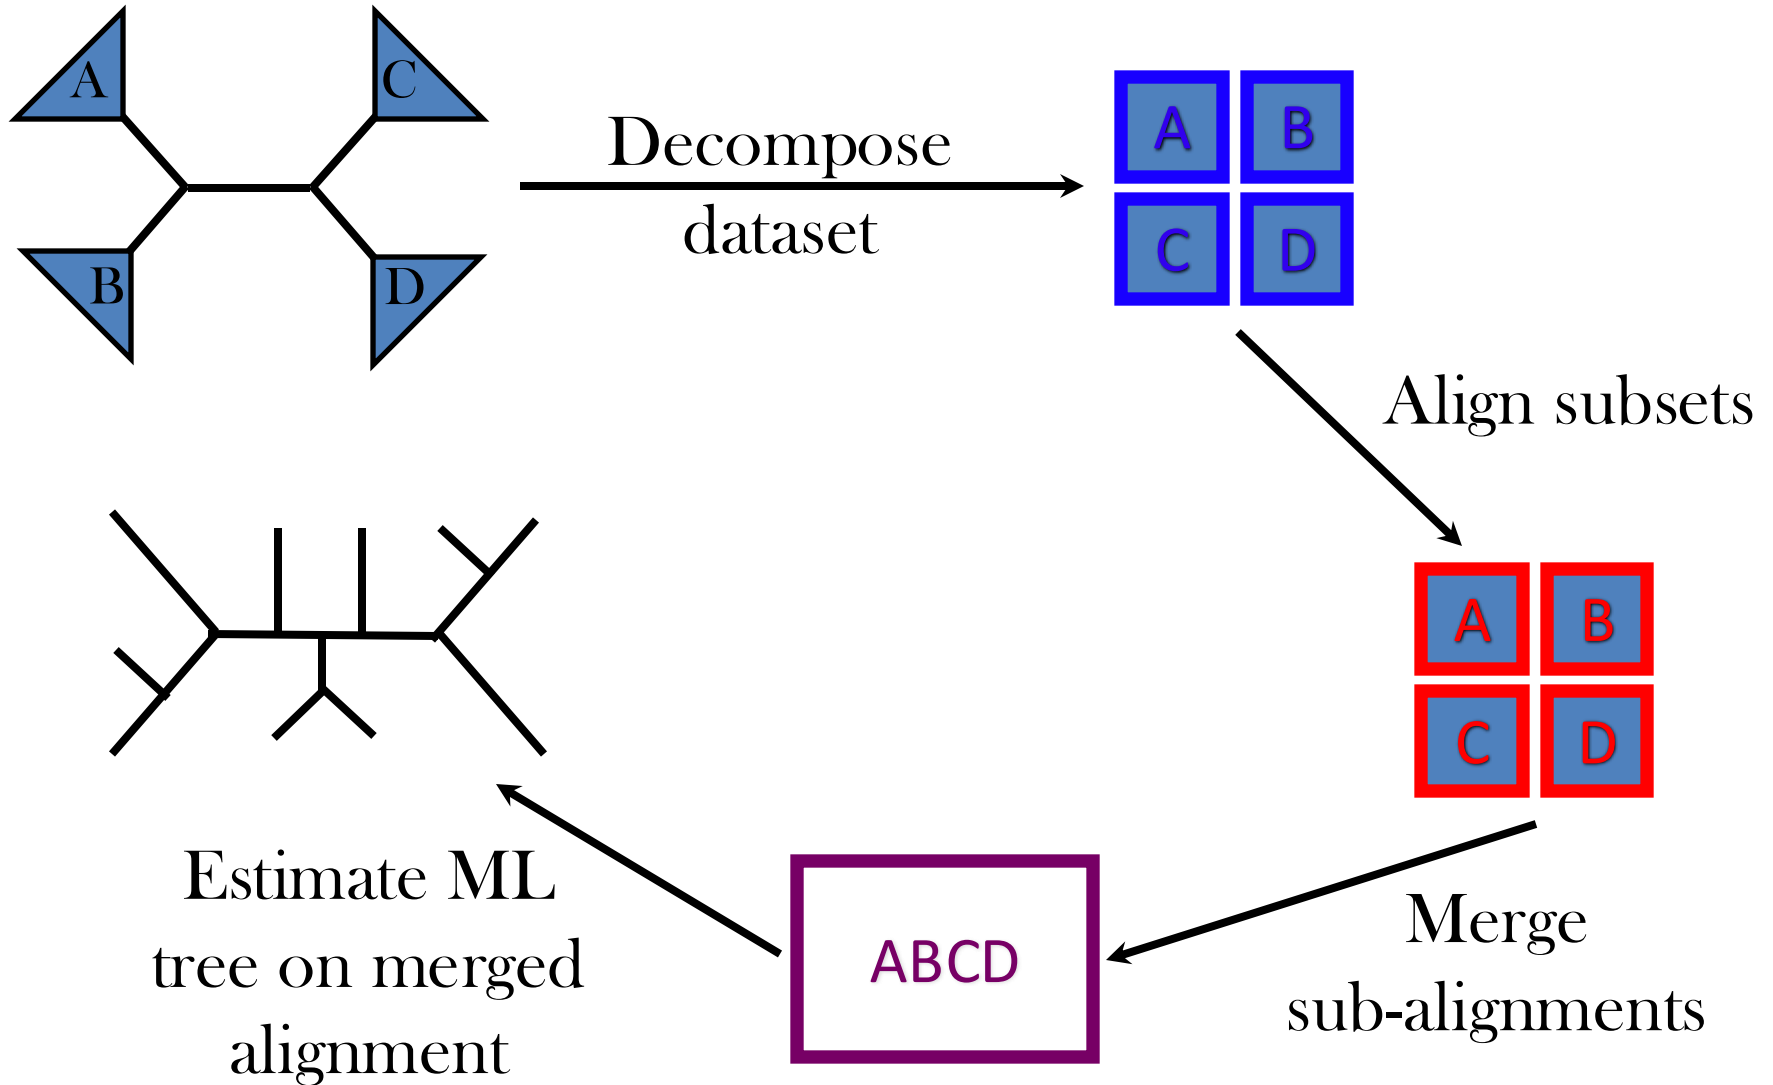 A
C
B
D
Decompose
dataset
A B
C D
Align subsets
A B
C D
Merge
sub-alignments
ABCD
Estimate ML
tree on merged
alignment